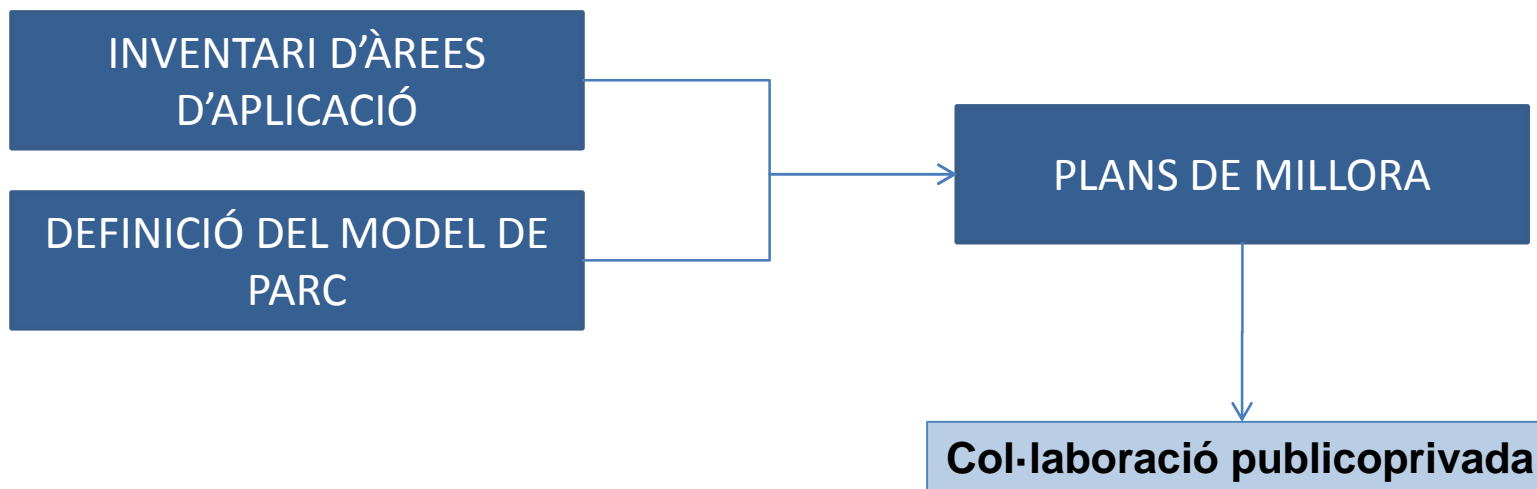 INVENTARI D’ÀREES
D’APLICACIÓ
DEFINICIÓ DEL MODEL DE
PARC
PLANS DE MILLORA
Col·laboració publicoprivada